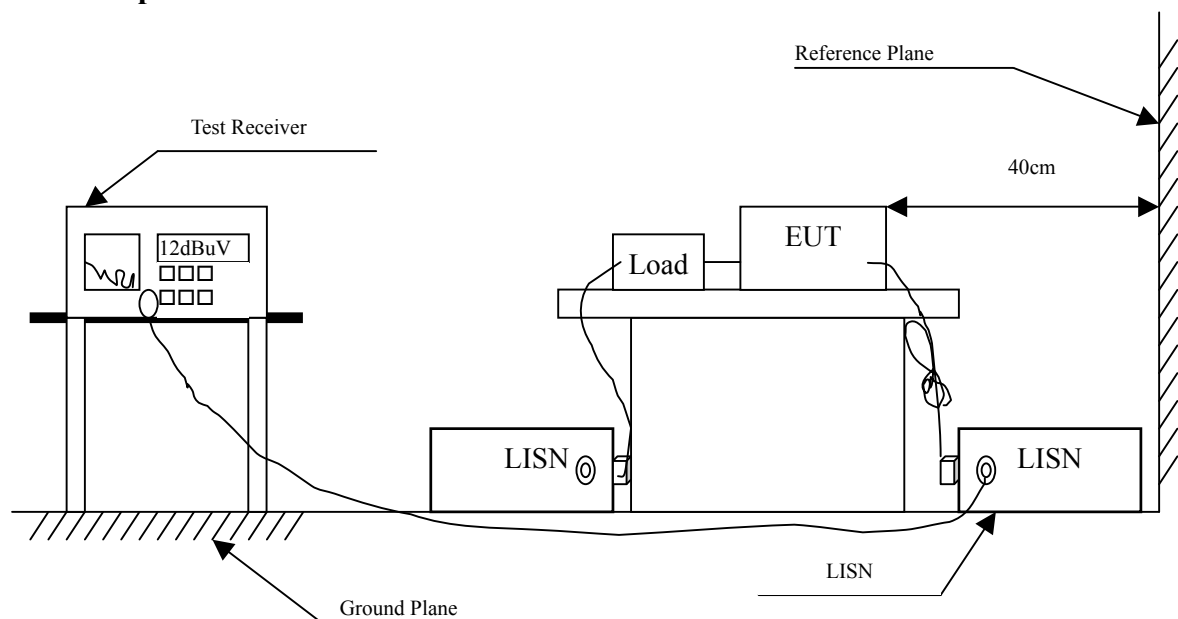 Reference Plane
Test Receiver
40cm
EUT
12dBuV
Load
LISN
LISN
LISN
Ground Plane